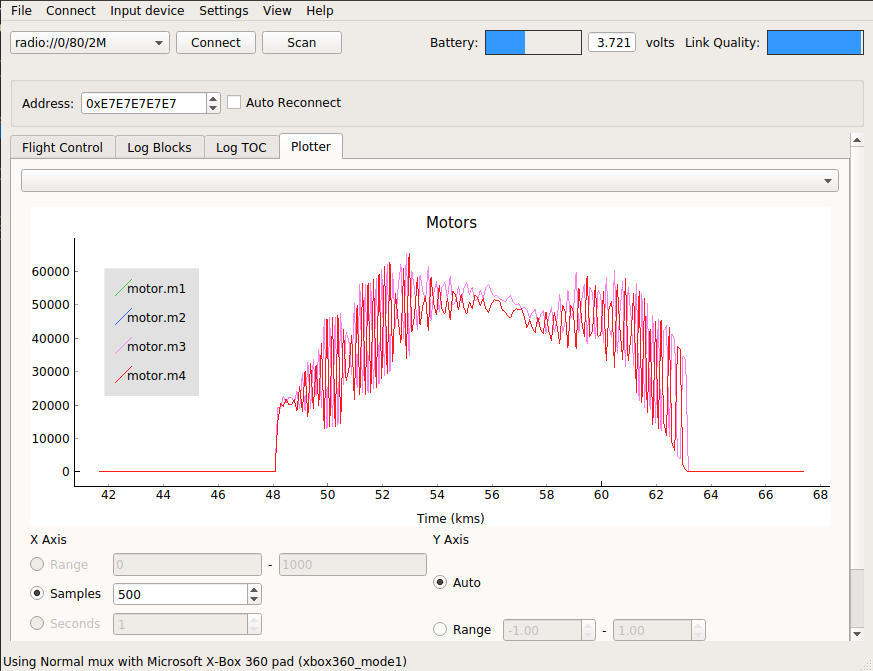 File Connect Input device Settings View Help
radio://0/80/2M Connect Scan Battery: 3.721 volts Link Quality:
Address: 0xE7E7E7E7E7 Auto Reconnect
Flight Control Log Blocks Log TOC Plotter
Motors
60000
50000
40000
30000
20000
10000
0
motor.m1
motor.m2
motor.m3
motor.m4
42 44 46 48 50 52 54 56 58 60 62 64 66 68
Time (kms)
X Axis Y Axis
Range 0 - 1000
Auto
Samples 500
Seconds 1
Range -1.00 - 1.00
Using Normal mux with Microsoft X-Box 360 pad (xbox360_mode1)